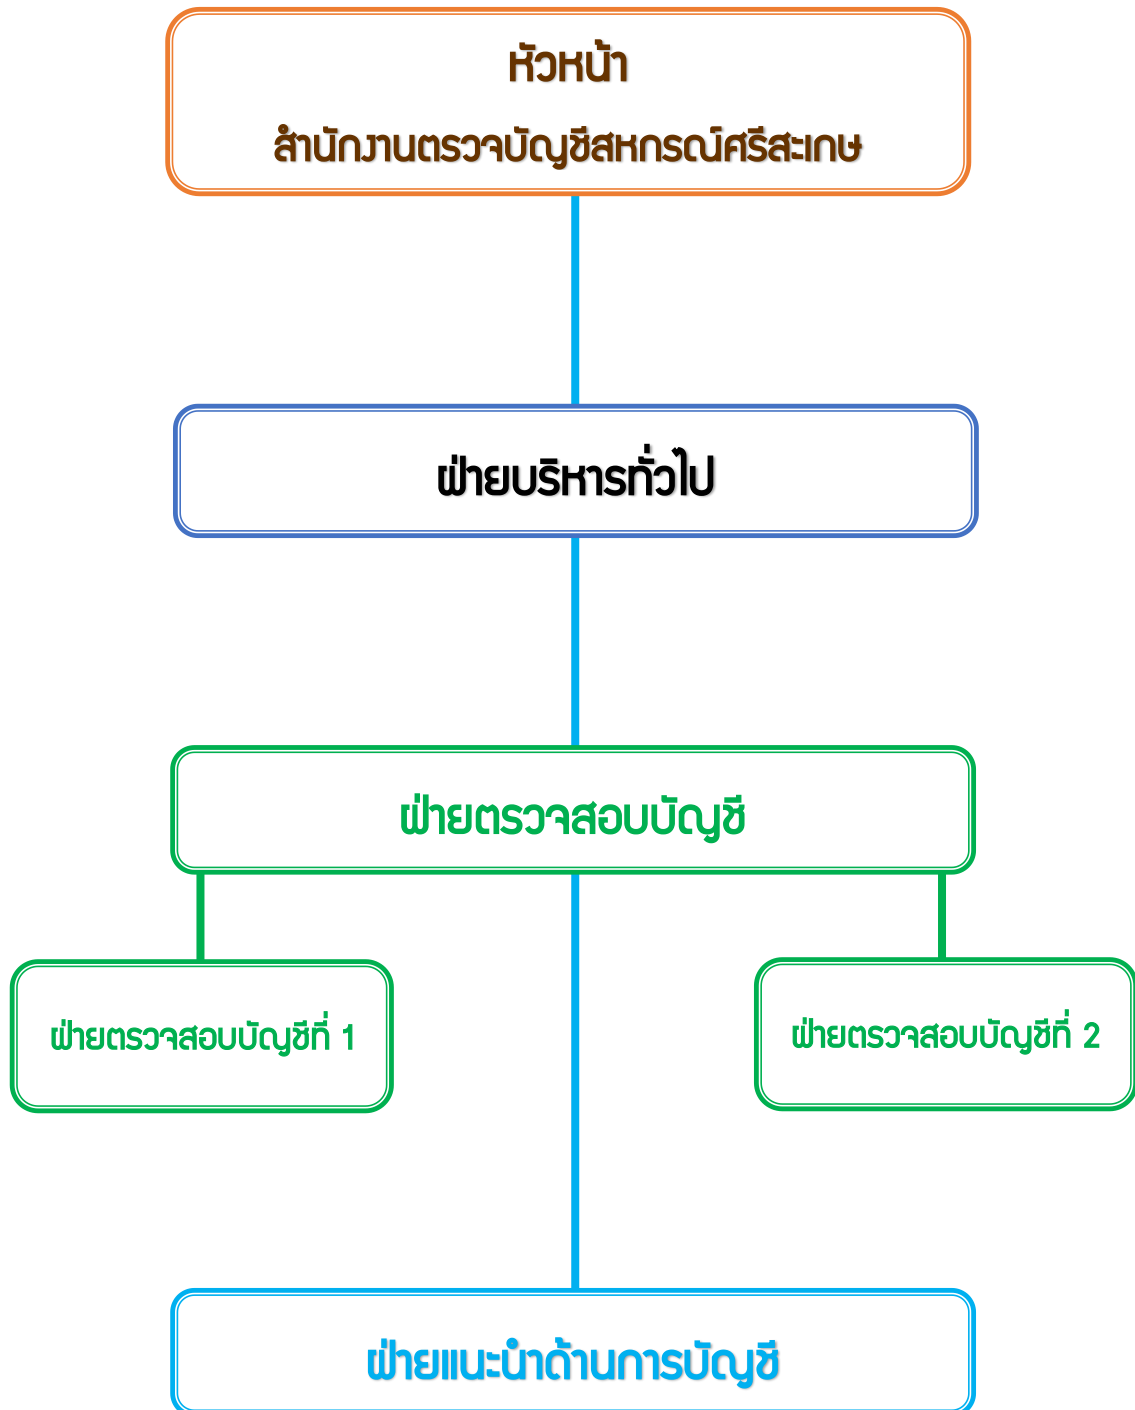 หัวหน้า
สำนักงานตรวจบัญชีสหกรณ์ศรีสะเกษ
ฝ่ายบริหารทั่วไป
ฝ่ายตรวจสอบบัญชี
ฝ่ายตรวจสอบบัญชีที่ 1
ฝ่ายตรวจสอบบัญชีที่ 2
ฝ่ายแนะนำด้านการบัญชี